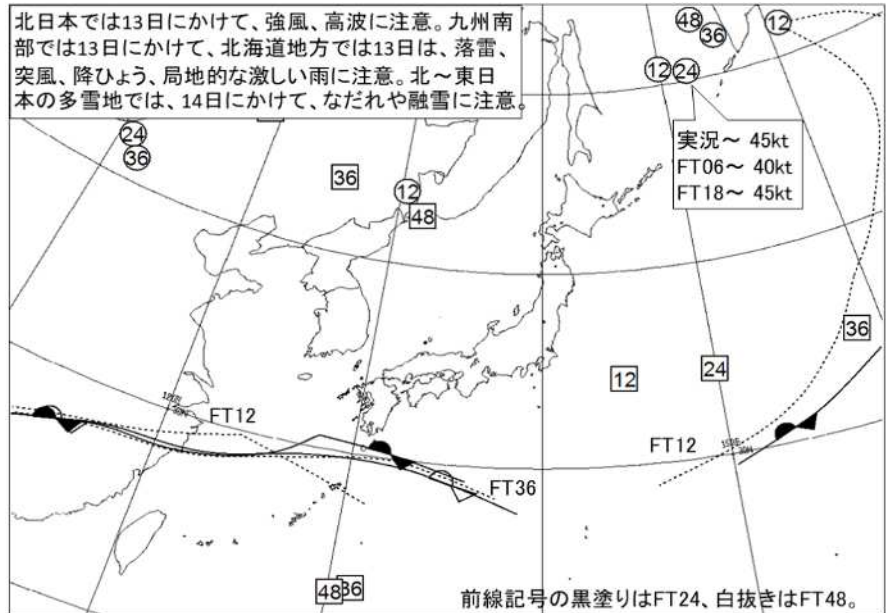 北日本では13日にかけて、強風、高波に注意。九州南
部では13日にかけて、北海道地方では13日は、落雷、
突風、降ひょう、局地的な激しい雨に注意。北～東日
本の多雪地では、14日にかけて、なだれや融雪に注意。
48
36
12
12
24
実況～ 45kt
FT06～ 40kt
FT18～ 45kt
24
36
36
12
48
36
12
24
FT12
FT12
FT36
48
36
前線記号の黒塗りはFT24、白抜きはFT48。